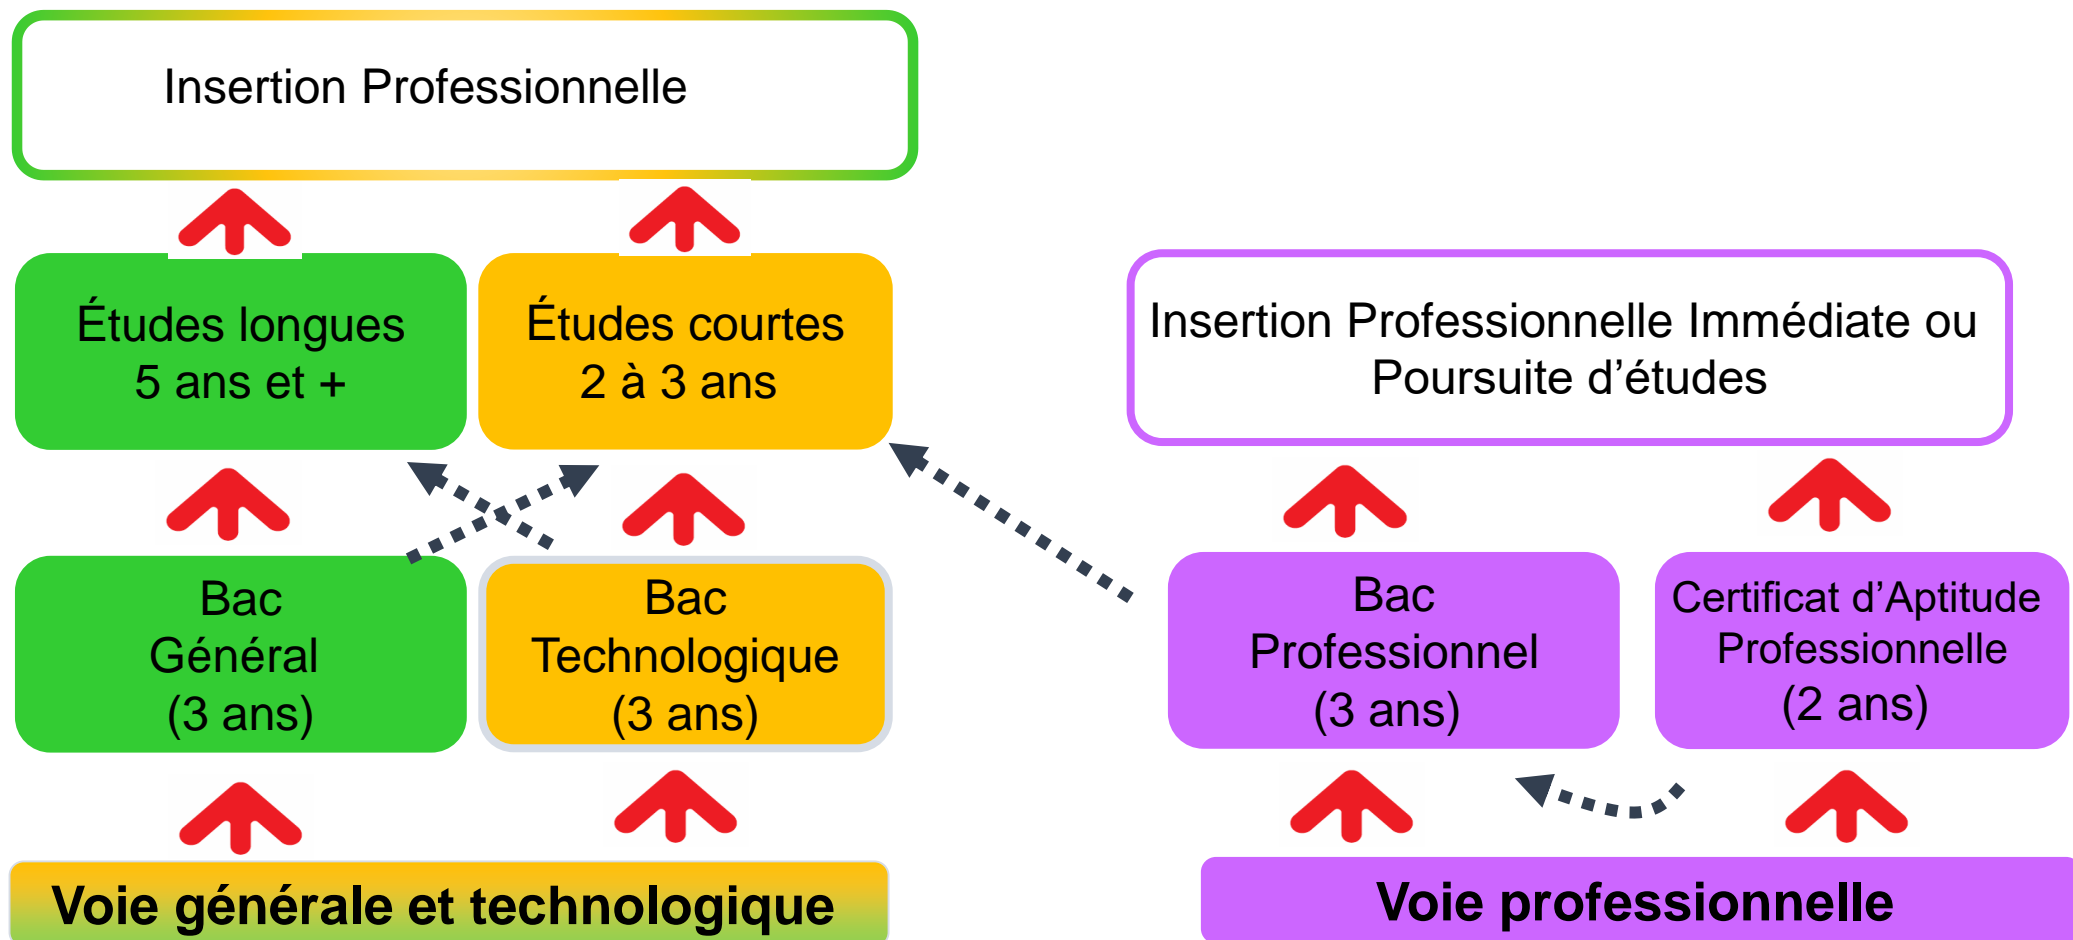 Insertion Professionnelle
Études longues
5 ans et +
Études courtes
2 à 3 ans
Insertion Professionnelle Immédiate ou
Poursuite d’études
Bac
Général
(3 ans)
Bac
Technologique
(3 ans)
Bac
Professionnel
(3 ans)
Certificat d’Aptitude
Professionnelle
(2 ans)
Voie générale et technologique
Voie professionnelle